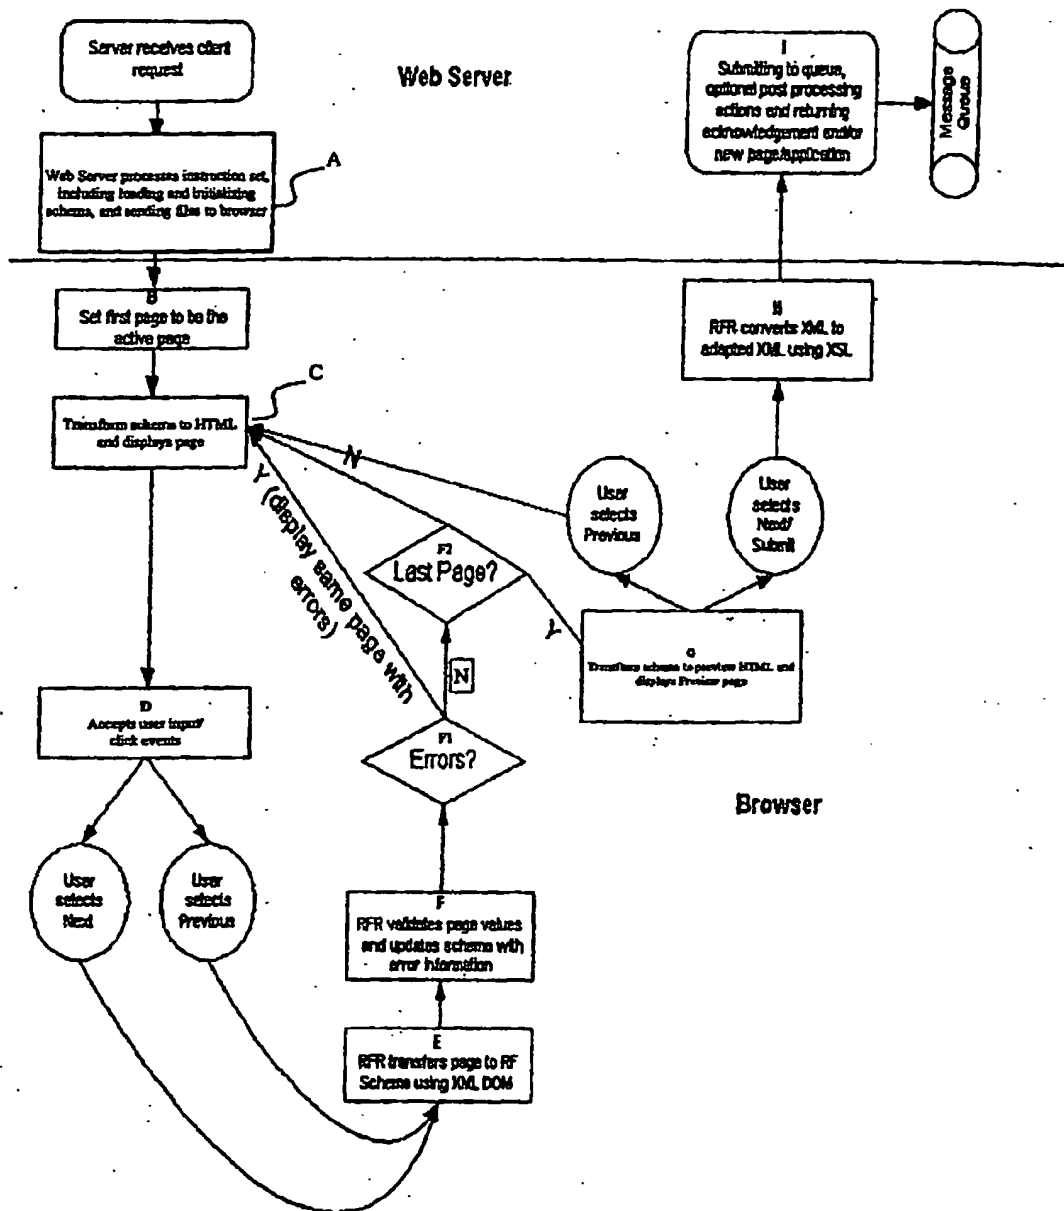 Server receives client
request
Web Server
I
Submitting to queue,
optional post processing
actions and returning
acknowledgement and/or
new page/application
Message
Queue
Web Server processes instruction set,
including loading and initializing
schema, and sending files to browser
A
B
Set first page to be the
active page
H
RFR converts XML to
adapted XML using XSL
C
Transform schema to HTML
and displays page
N
User
selects
Previous
User
selects
Next/
Submit
Y (display same page with
errors)
F2
Last Page?
Y
G
Transform schema to preview HTML and
displays Preview page
N
D
Accepts user input/
click events
F1
Errors?
Browser
User
selects
Next
User
selects
Previous
F
RFR validates page values
and updates schema with
error information
E
RFR transfers page to RF
Schema using XML DOM